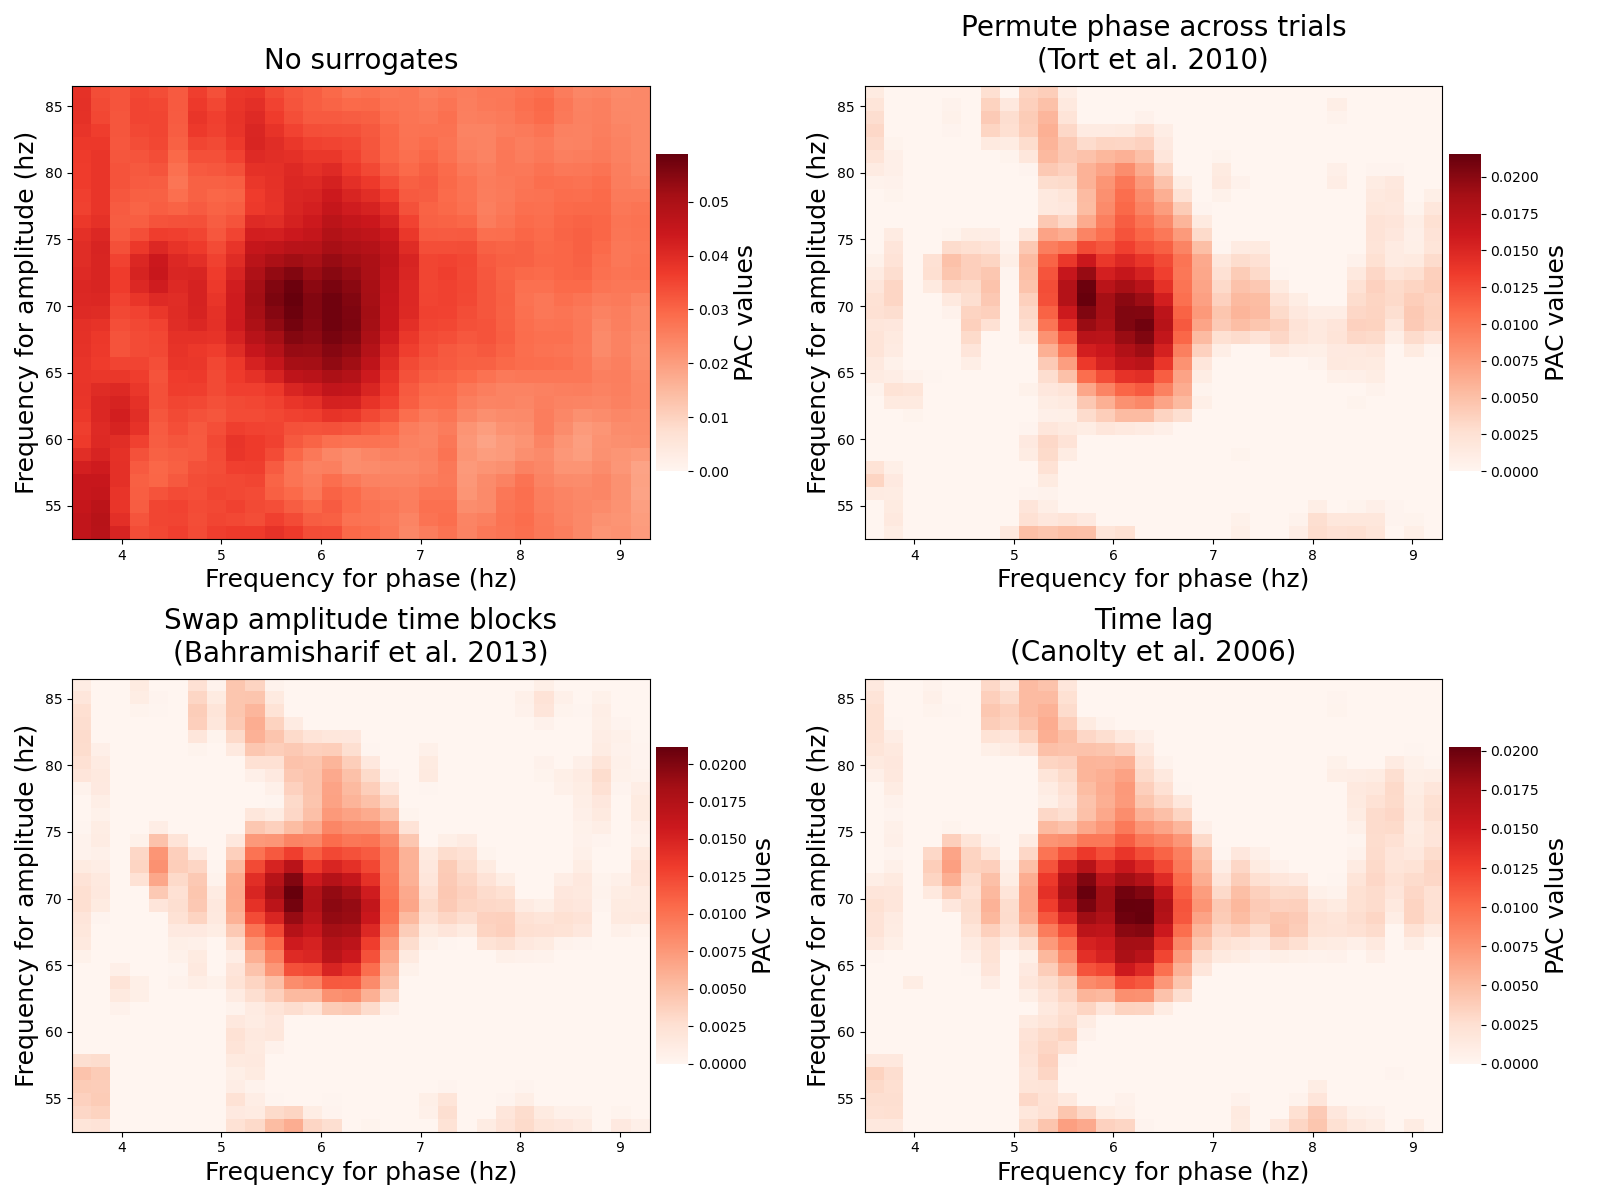 No surrogates
85
80
75
70
65
60
55
4 5 6 7 8 9
Frequency for phase (hz)
Frequency for amplitude (hz)
0.05
0.04
0.03
0.02
0.01
0.00
PAC values
Permute phase across trials
(Tort et al. 2010)
85
80
75
70
65
60
55
4 5 6 7 8 9
Frequency for phase (hz)
Frequency for amplitude (hz)
0.0200
0.0175
0.0150
0.0125
0.0100
0.0075
0.0050
0.0025
0.0000
PAC values
Swap amplitude time blocks
(Bahramisharif et al. 2013)
85
80
75
70
65
60
55
4 5 6 7 8 9
Frequency for phase (hz)
Frequency for amplitude (hz)
0.0200
0.0175
0.0150
0.0125
0.0100
0.0075
0.0050
0.0025
0.0000
PAC values
Time lag
(Canolty et al. 2006)
85
80
75
70
65
60
55
4 5 6 7 8 9
Frequency for phase (hz)
Frequency for amplitude (hz)
0.0200
0.0175
0.0150
0.0125
0.0100
0.0075
0.0050
0.0025
0.0000
PAC values